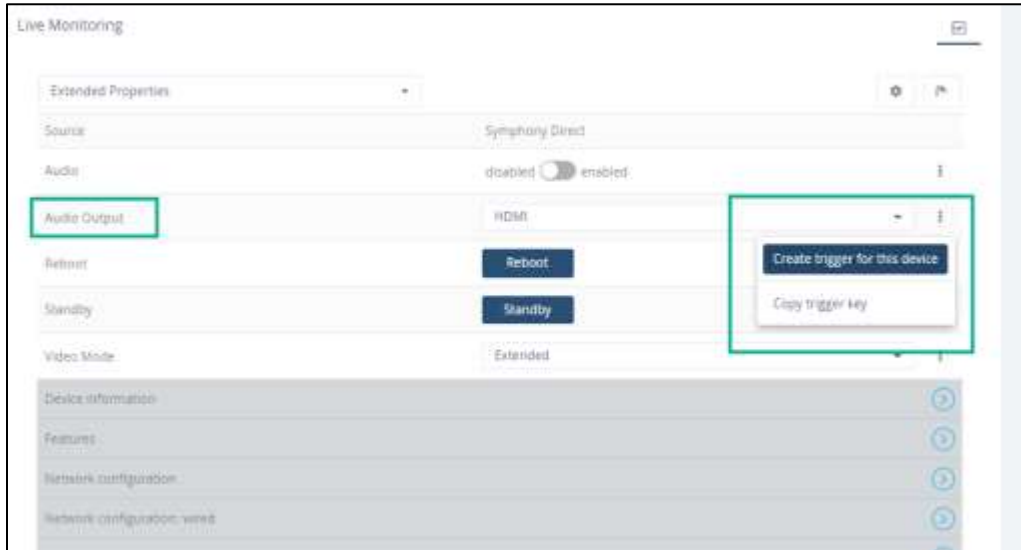 Live Monitoring
Extended Properties
Source Symphony Direct
Audio disabled enabled
Audio Output HDMI
Reboot Reboot
Create trigger for this device
Standby Standby
Copy trigger key
Video Mode Extended
Device information
Features
Network configuration
Network configuration: wired